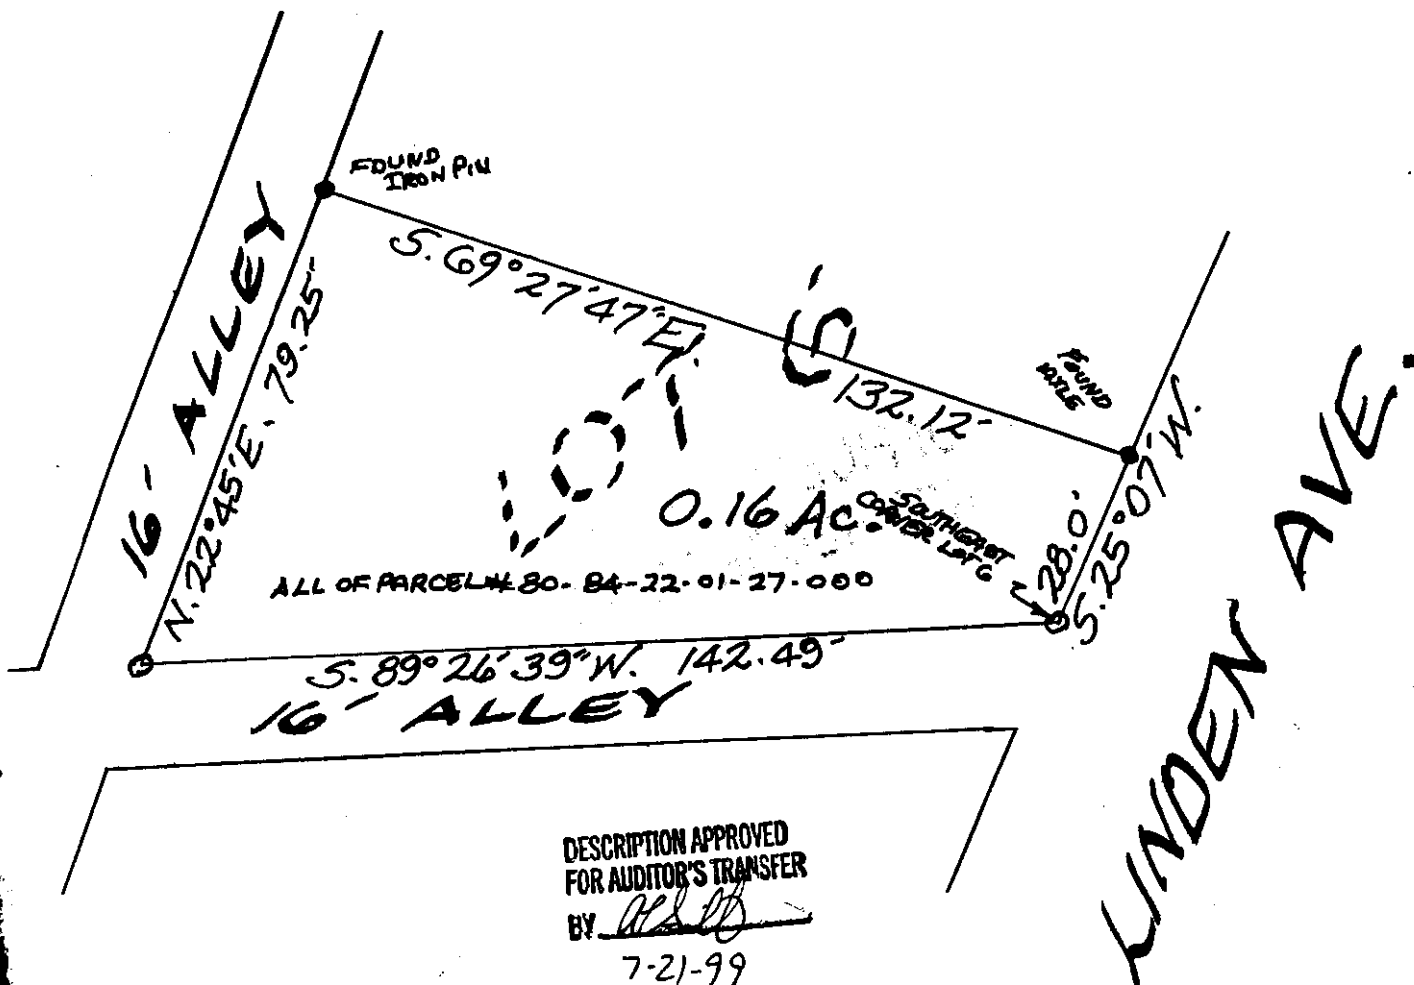 FOUND
IRON PIN
16' ALLEY
N. 22°45'E. 79.25'
S. 69°27'47"E.
132.12'
LOT 6
FOUND
0.16 AC.
SOUTHEAST
CORNER LOT 6
28.0'
S. 25°07'W.
ALL OF PARCEL# 80-84-22-01-27-000
S. 89°26'39"W. 142.49'
16' ALLEY
LINDEN AVE.
DESCRIPTION APPROVED
FOR AUDITOR'S TRANSFER
BY
7-21-99